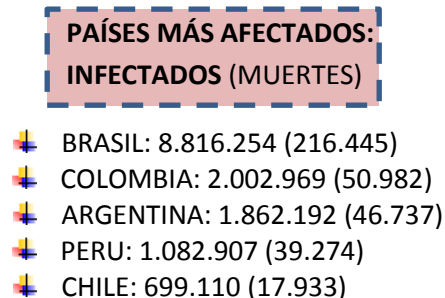 PAÍSES MÁS AFECTADOS:
INFECTADOS (MUERTES)
BRASIL: 8.816.254 (216.445)
COLOMBIA: 2.002.969 (50.982)
ARGENTINA: 1.862.192 (46.737)
PERU: 1.082.907 (39.274)
CHILE: 699.110 (17.933)